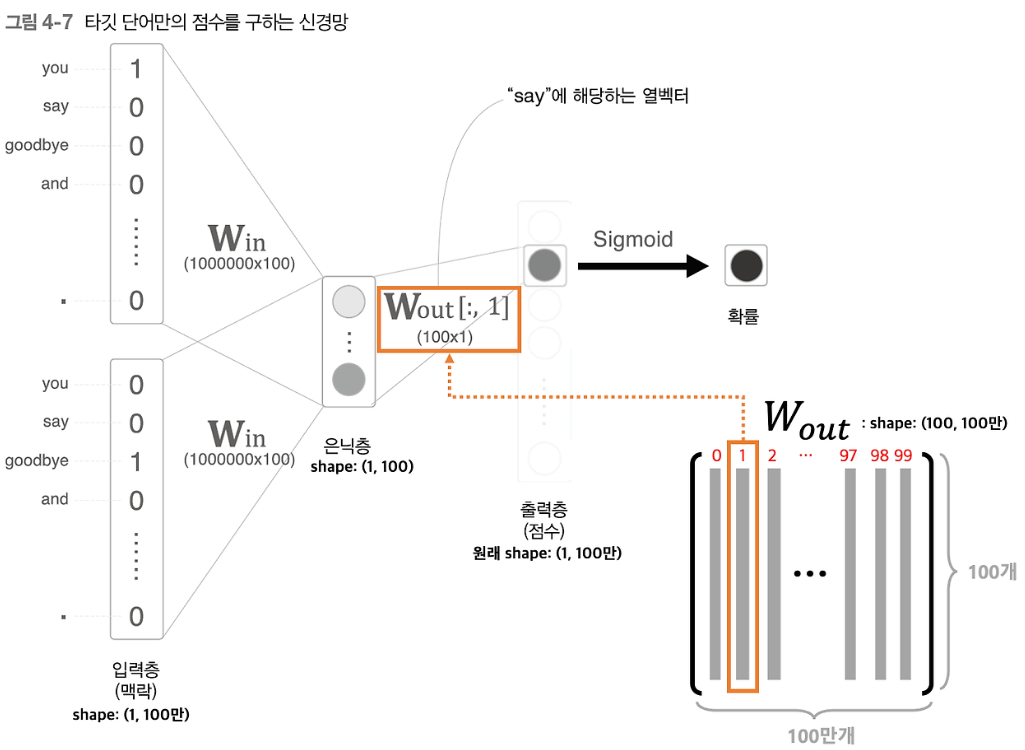 그림 4-7 타깃 단어만의 점수를 구하는 신경망
you 1
say 0
goodbye 0
and 0
. 0
Win
(1000000x100)
you 0
say 0
goodbye 1
and 0
. 0
Win
(1000000x100)
입력층
(맥락)
shape: (1, 100만)
은닉층
shape: (1, 100)
"say"에 해당하는 열벡터
Wout [:, 1]
(100x1)
출력층
(점수)
원래 shape: (1, 100만)
Sigmoid
확률
Wout : shape: (100, 100만)
0 1 2 ... 97 98 99
...
100개
100만개